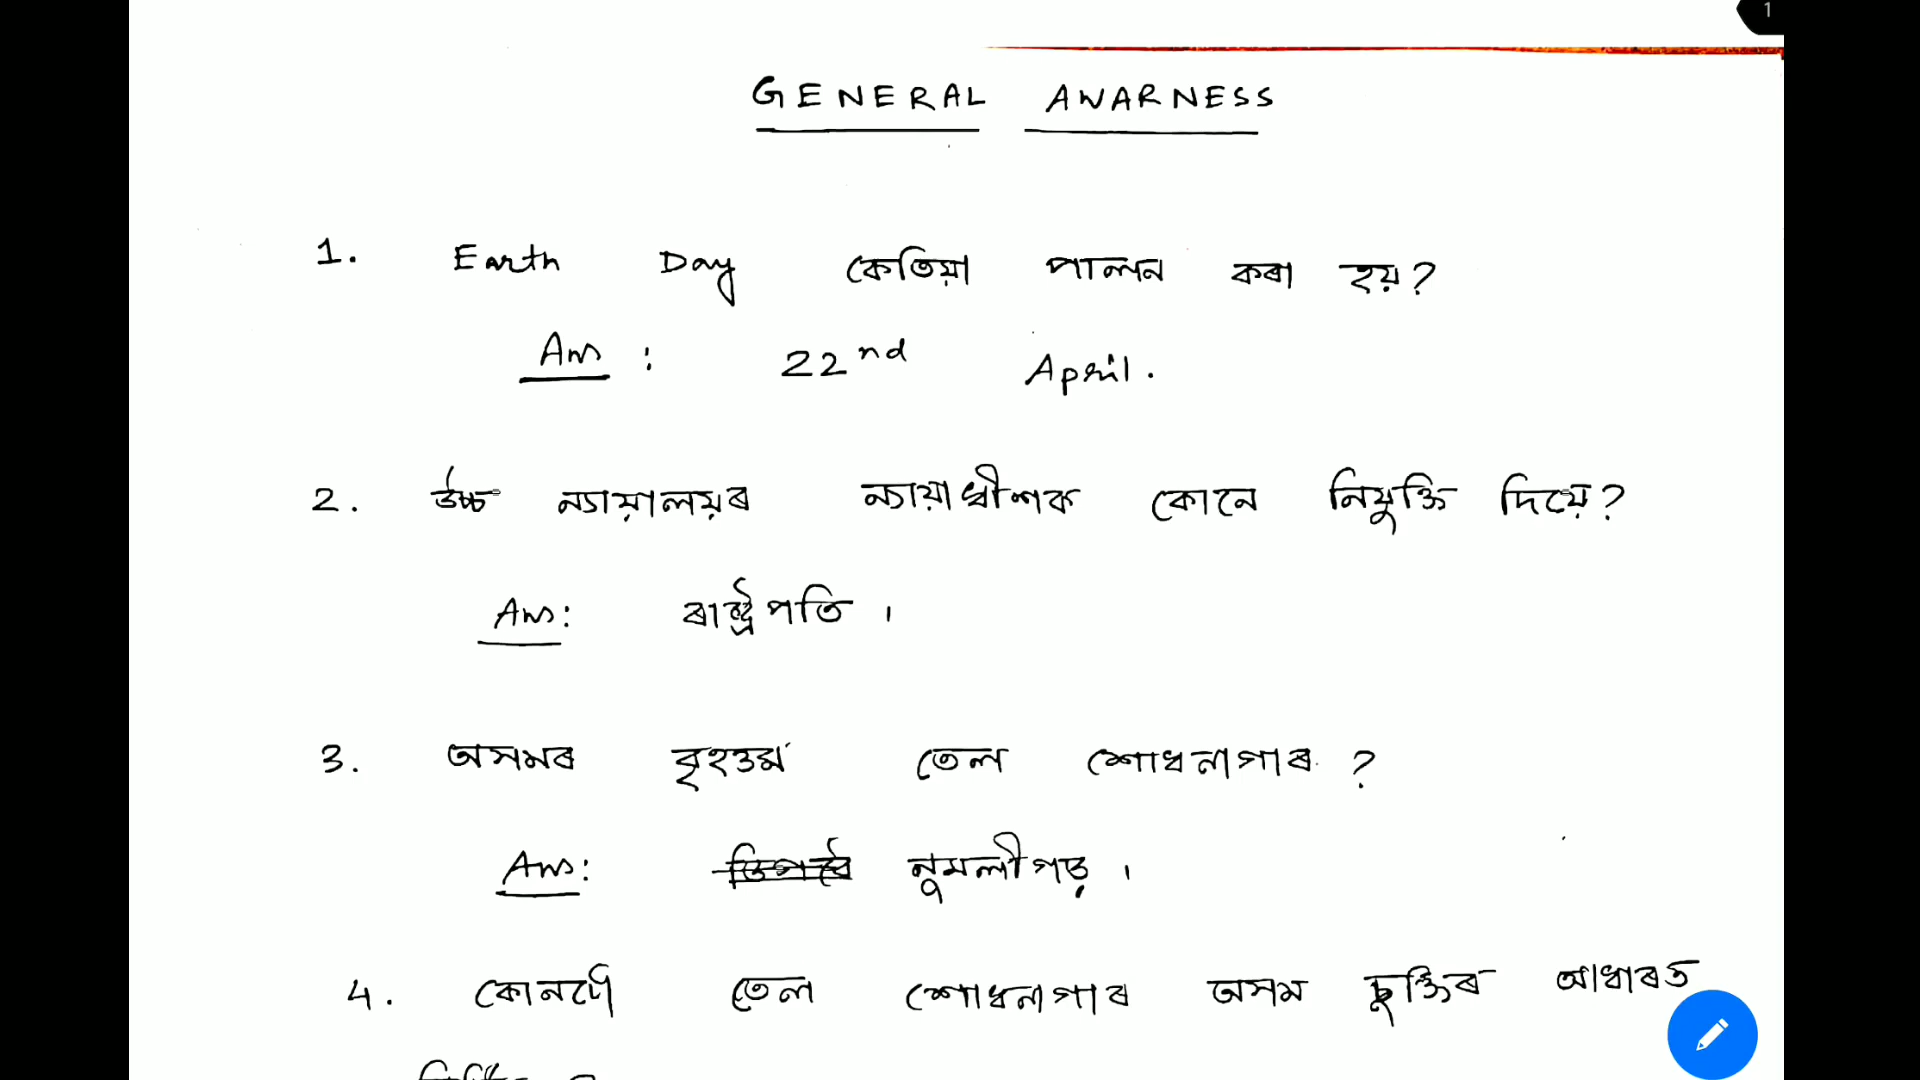 1
GENERAL AWARNESS
1. Earth Day কেতিয়া পালন কৰা হয়?
Ans : 22nd April.
2. উচ্চ ন্যায়ালয়ৰ ন্যায়াধীশক কোনে নিযুক্তি দিয়ে?
Ans: ৰাষ্ট্ৰপতি ।
3. অসমৰ বৃহত্তম তেল শোধনাগাৰ ?
Ans: নুমলীগড় ।
4. কোনটো তেল শোধনাগাৰ অসম চুক্তিৰ আধাৰত